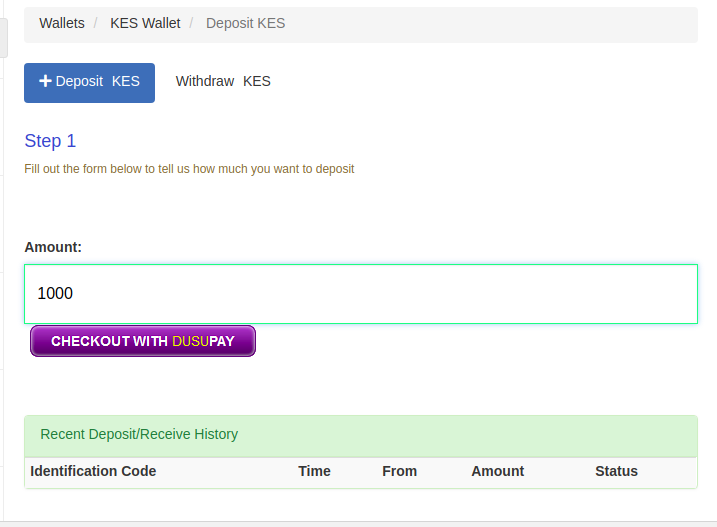 Wallets / KES Wallet / Deposit KES
+ Deposit KES Withdraw KES
Step 1
Fill out the form below to tell us how much you want to deposit
Amount:
1000
CHECKOUT WITH DUSUPAY
Recent Deposit/Receive History
Identification Code Time From Amount Status